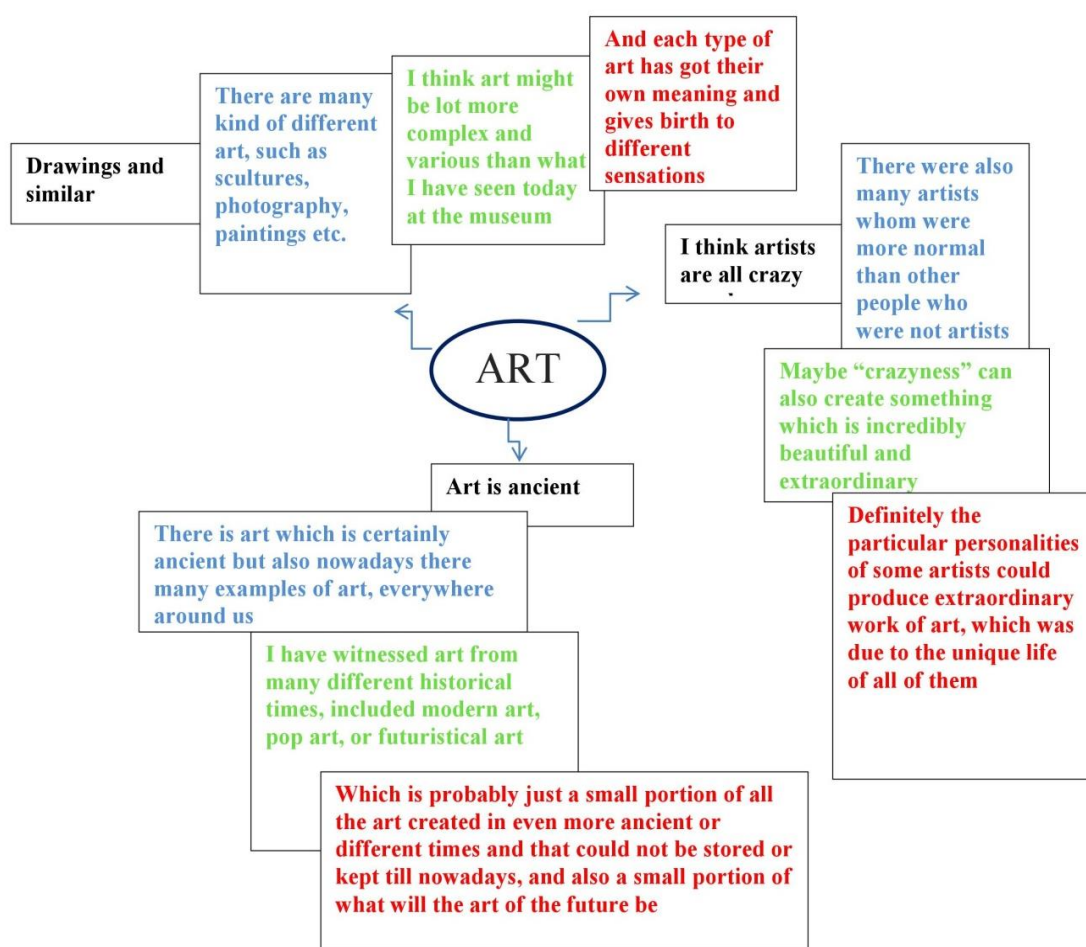 Drawings and
similar
There are many
kind of different
art, such as
scultures,
photography,
paintings etc.
I think art might
be lot more
complex and
various than what
I have seen today
at the museum
And each type of
art has got their
own meaning and
gives birth to
different
sensations
I think artists
are all crazy
There were also
many artists
whom were
more normal
than other
people who
were not artists
Maybe “crazyness” can
also create something
which is incredibly
beautiful and
extraordinary
Definitely the
particular personalities
of some artists could
produce extraordinary
work of art, which was
due to the unique life
of all of them
ART
Art is ancient
There is art which is certainly
ancient but also nowadays there
many examples of art, everywhere
around us
I have witnessed art from
many different historical
times, included modern art,
pop art, or futuristical art
Which is probably just a small portion of all
the art created in even more ancient or
different times and that could not be stored or
kept till nowadays, and also a small portion of
what will the art of the future be